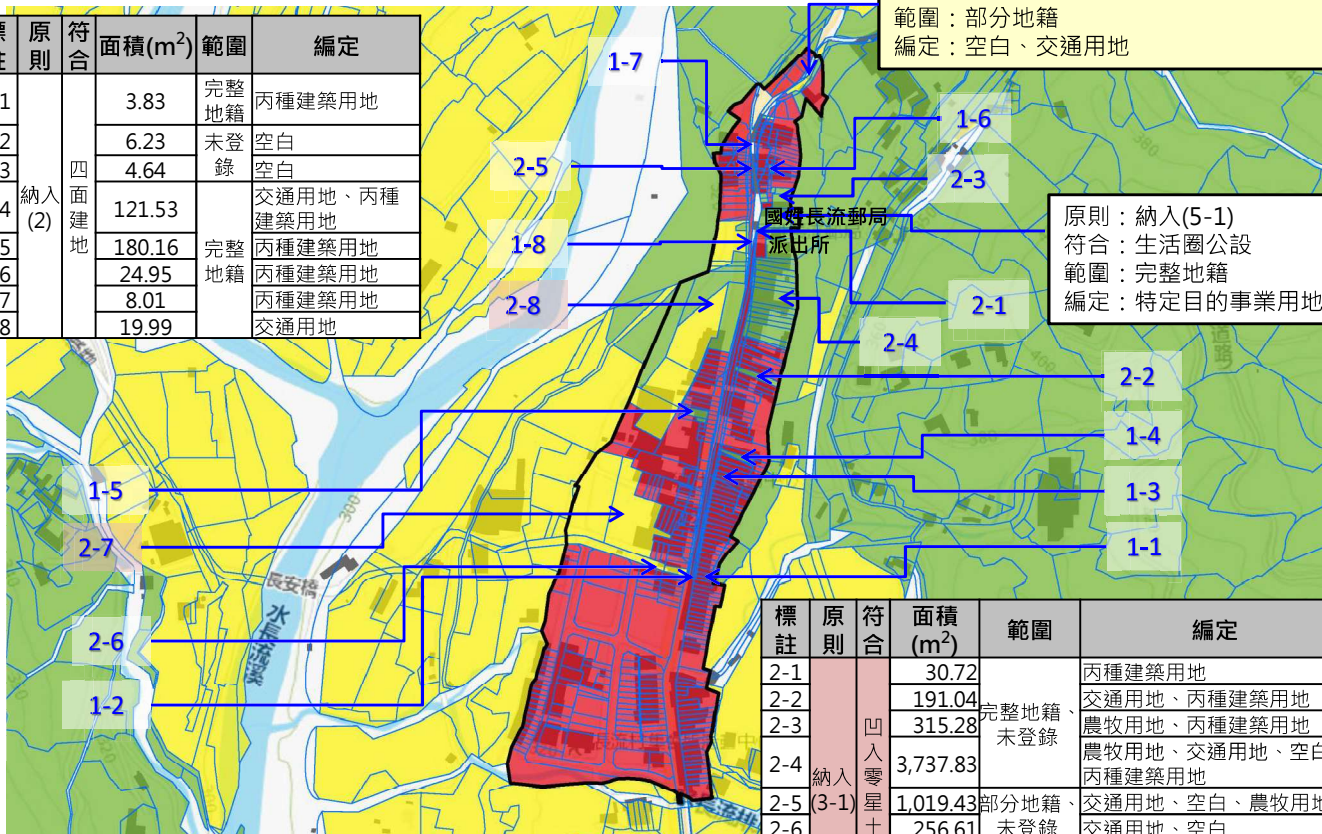 標註 原則 符合 面積(m²) 範圍 編定
1 納入(2) 四面建地 3.83 完整地籍 丙種建築用地
2 6.23 未登錄 空白
3 4.64 空白
4 121.53 完整地籍 交通用地、丙種
建築用地
5 180.16 丙種建築用地
6 24.95 丙種建築用地
7 8.01 丙種建築用地
8 19.99 交通用地
範圍：部分地籍
編定：空白、交通用地
1-7
1-6
2-5
2-3
國姓長流郵局
派出所
原則：納入(5-1)
符合：生活圈公設
範圍：完整地籍
編定：特定目的事業用地
1-8
2-8
2-1
2-4
道路
2-2
1-4
1-5
1-3
2-7
1-1
長安橋
水長流溪
2-6
1-2
300
380
400
380
標註 原則 符合 面積(m²) 範圍 編定
2-1 納入(3-1) 凹入零星土 30.72 完整地籍、未登錄 丙種建築用地
2-2 191.04 交通用地、丙種建築用地
2-3 315.28 農牧用地、丙種建築用地
2-4 3,737.83 農牧用地、交通用地、空白
丙種建築用地
2-5 1,019.43 部分地籍、未登錄 交通用地、空白、農牧用地
2-6 256.61 交通用地、空白